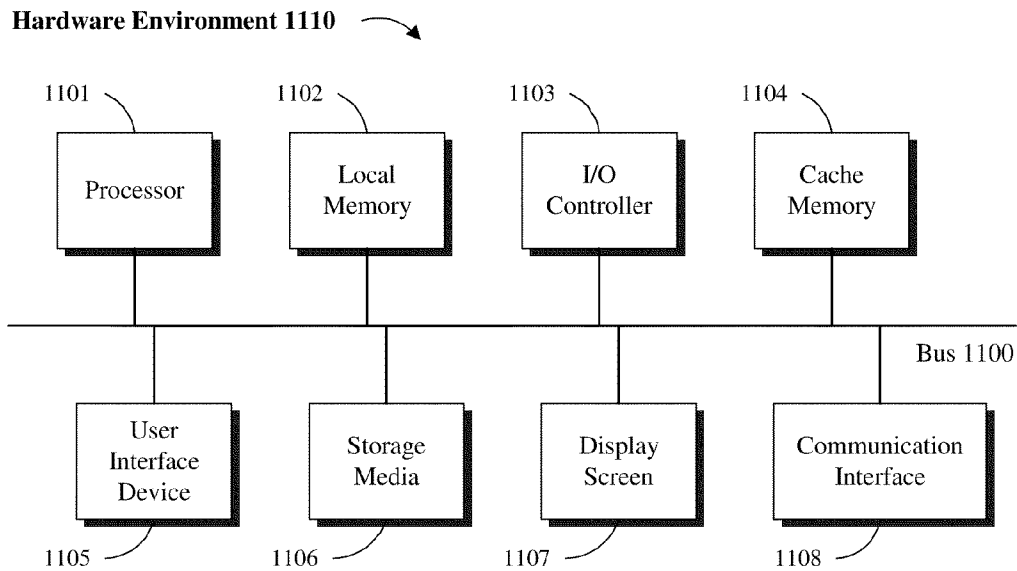 Hardware Environment 1110
1101
1102
1103
1104
Processor
Local
Memory
I/O
Controller
Cache
Memory
Bus 1100
User
Interface
Device
Storage
Media
Display
Screen
Communication
Interface
1105
1106
1107
1108